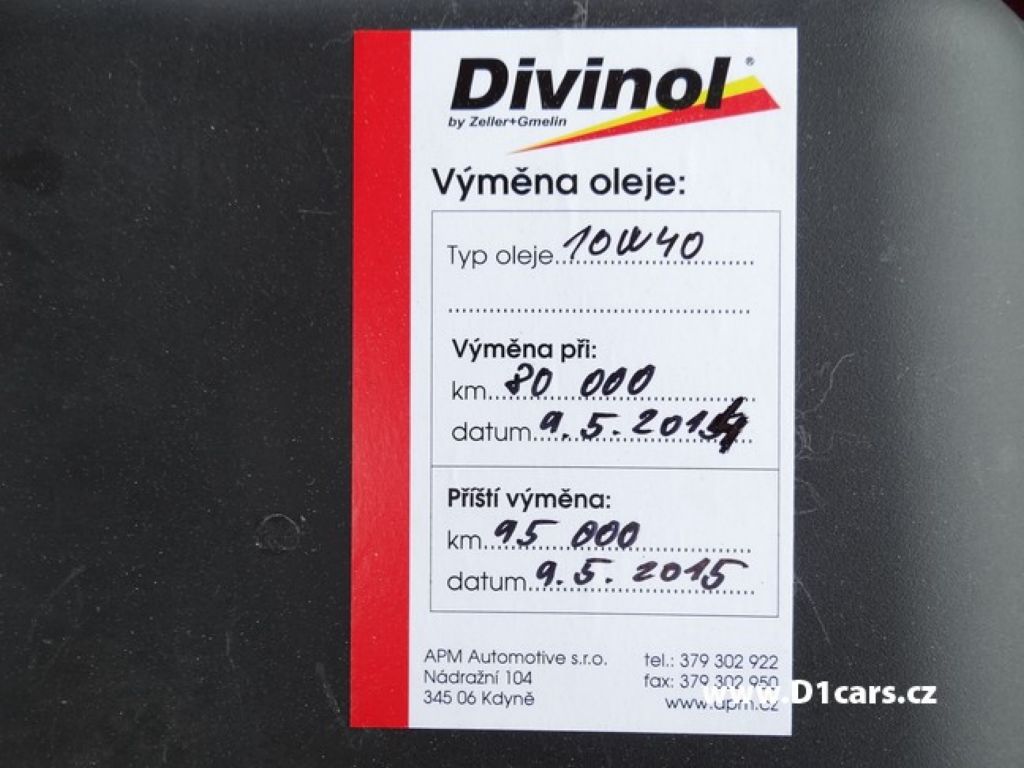 Divinol®
by Zeller+Gmelin
Výměna oleje:
Typ oleje 10W40
Výměna při:
km 80 000
datum 9.5.2014
Příští výměna:
km 95 000
datum 9.5.2015
APM Automotive s.r.o.
Nádražní 104
345 06 Kdyně
tel.: 379 302 922
fax: 379 302 950
www.apm.cz
www.D1cars.cz